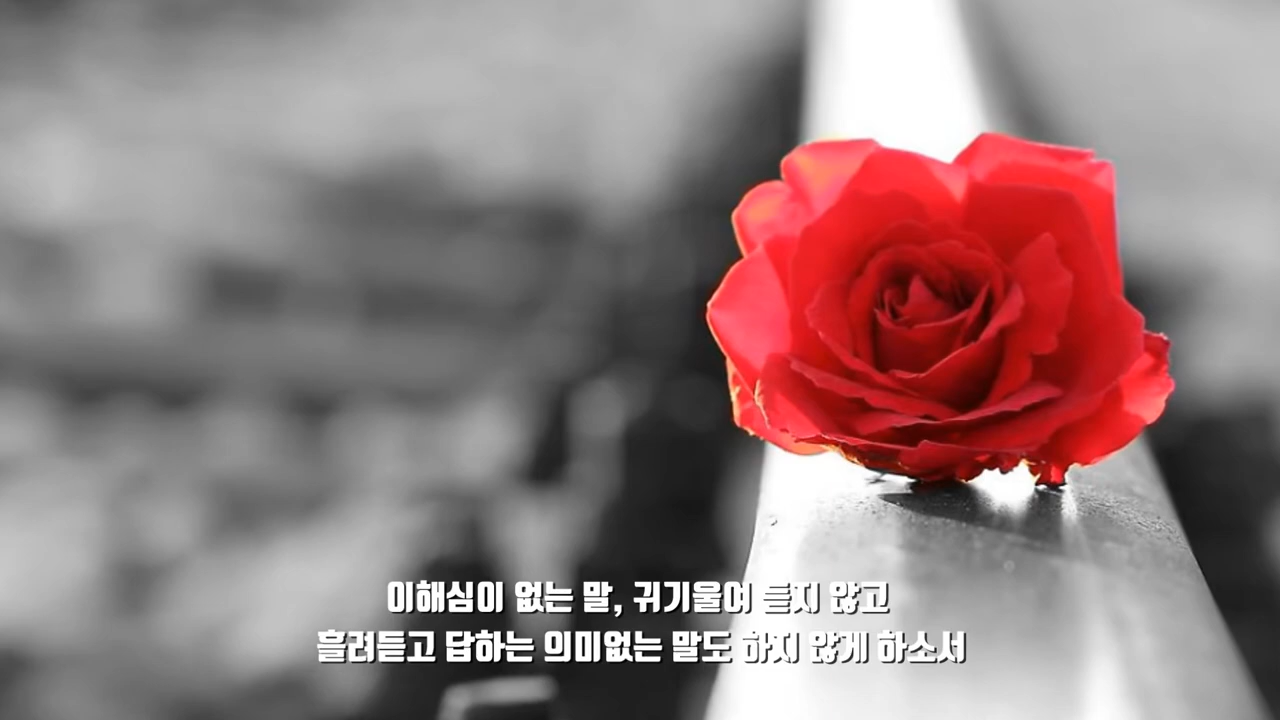 이해심이 없는 말, 귀기울여 듣지 않고
흘려듣고 답하는 의미없는 말도 하지 않게 하소서